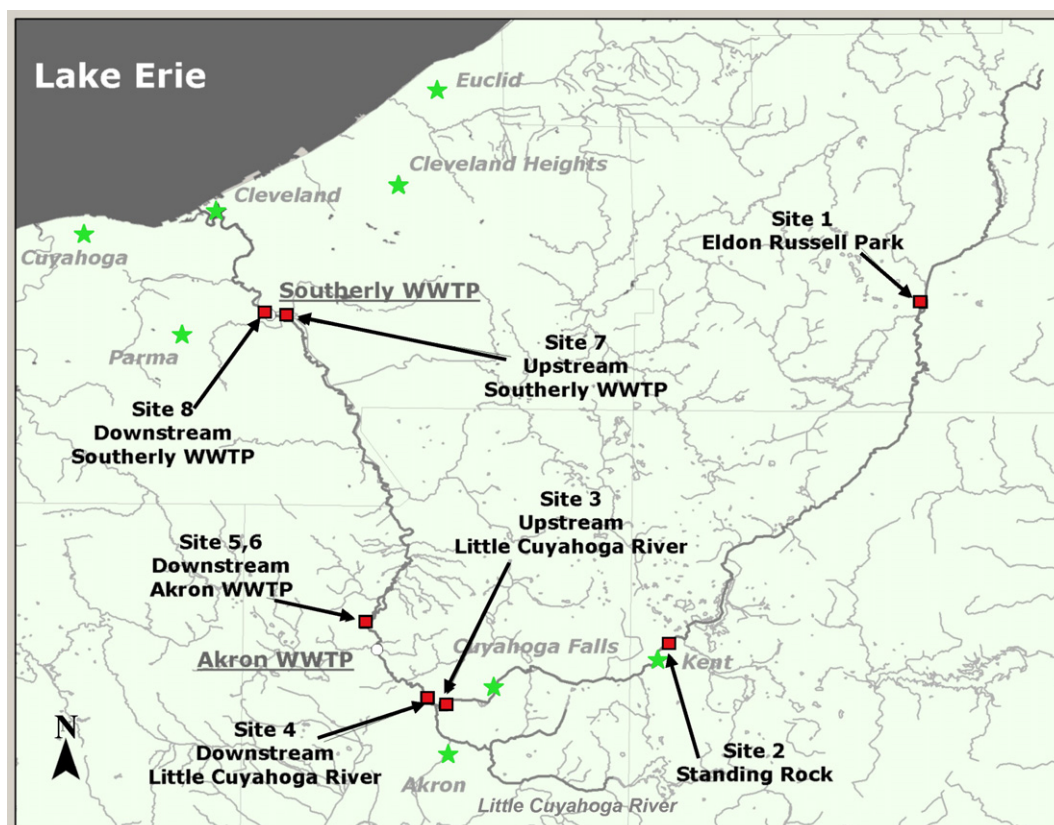 Lake Erie
Euclid
Cleveland Heights
Cleveland
Cuyahoga
Site 1
Eldon Russell Park
Southerly WWTP
Parma
Site 7
Upstream
Southerly WWTP
Site 8
Downstream
Southerly WWTP
Site 3
Upstream
Little Cuyahoga River
Site 5,6
Downstream
Akron WWTP
Cuyahoga Falls
Kent
Akron WWTP
N
Site 4
Downstream
Little Cuyahoga River
Akron
Site 2
Standing Rock
Little Cuyahoga River